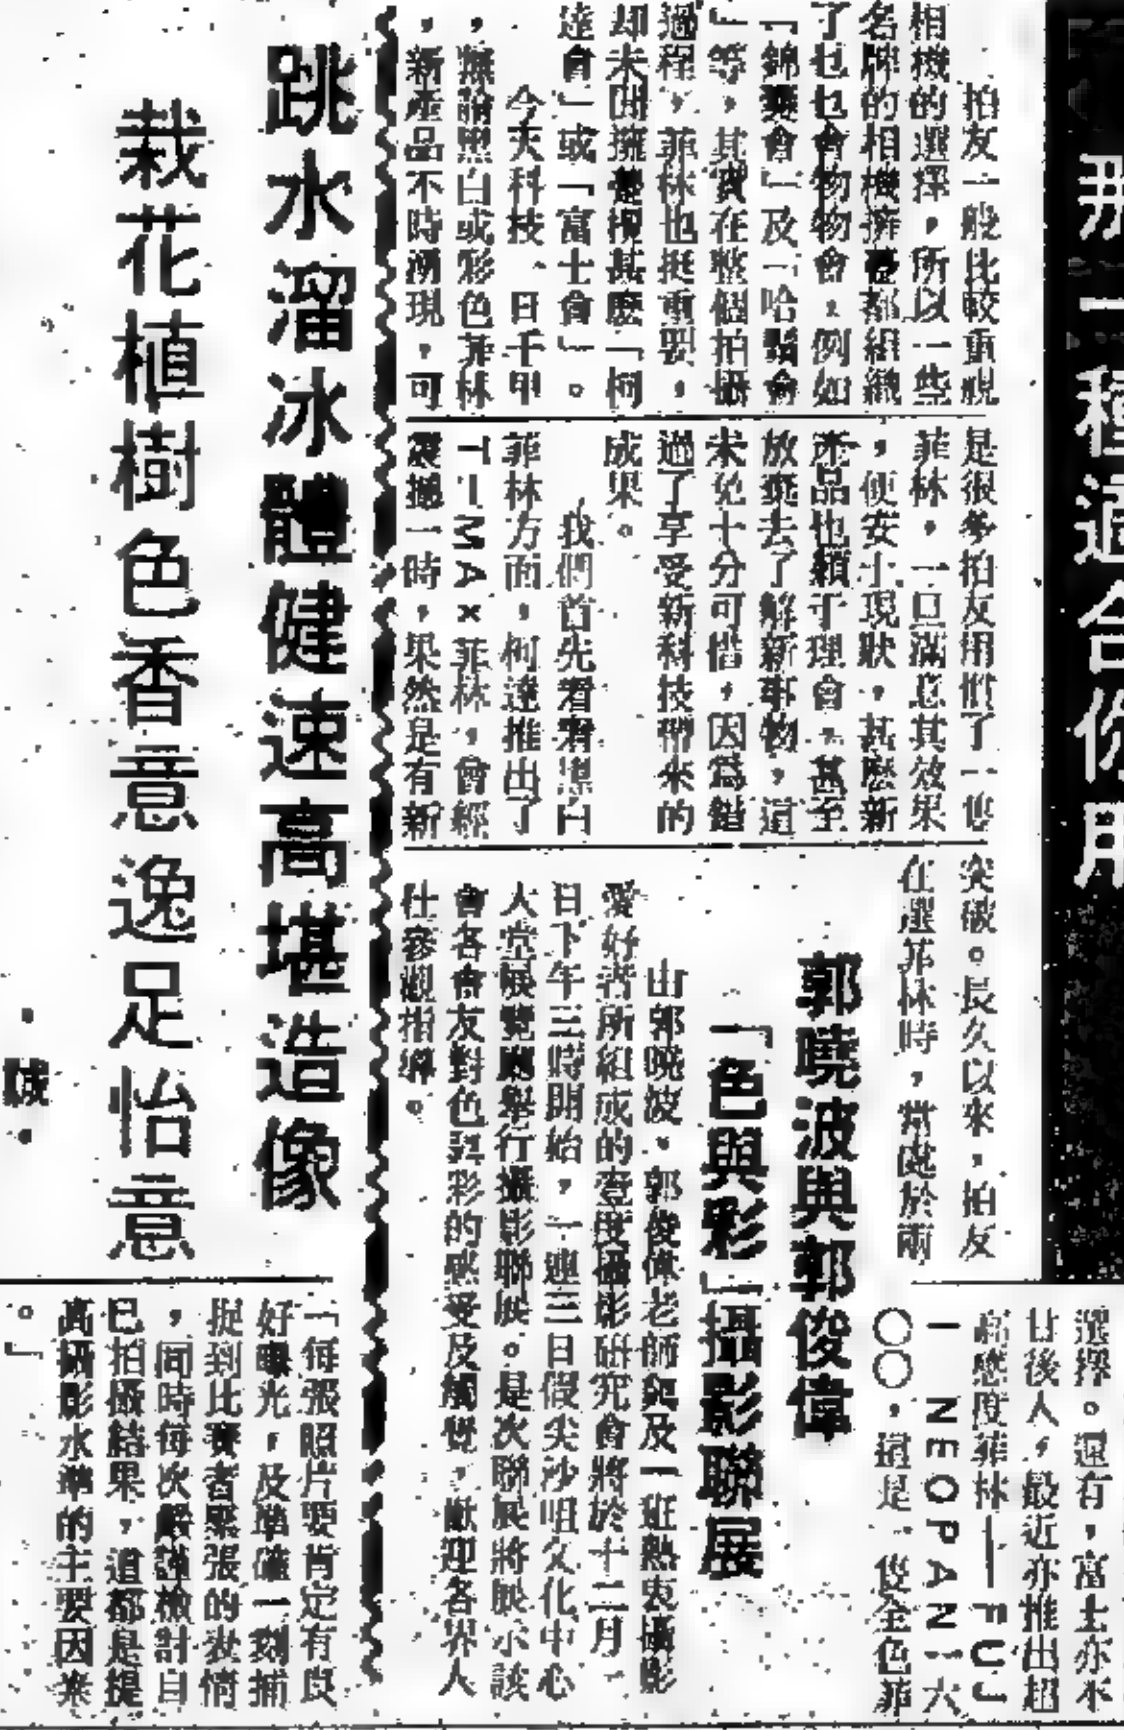 那一種適合你用
拍友一般比較重視
相機的選擇，所以一些
名牌的相機擁躉都組織
了乜乜會物物會，例如
「錦龑會」及「哈蘇會
」等，其實在整個拍攝
過程，菲林也挺重要，
却未因擁躉搅甚麽「柯
達會」或「富士會」。
今天科技、日千里
，無論黑白或彩色菲林
，新產品不時湧現，可
是很多拍友用慣了一隻
菲林，一旦滿意其效果
，便安于現狀，甚麽新
產品也懶于理會，甚至
放棄去了解新事物，這
未免十分可惜，因爲錯
過了享受新科技帶來的
成果。
我們首先看看黑白
菲林方面，柯達推出了
T－MAX菲林，曾經
震撼一時，果然是有新
突破。長久以來，拍友
在選菲林時，常處於兩
選擇。還有，富士亦不
甘後人，最近亦推出超
高感度菲林——FUJ
I NEOPAN 六
〇〇，這是一隻全色菲
郭曉波與郭俊偉
「色與彩」攝影聯展
由郭曉波、郭俊偉老師錦及一班熱衷攝影
愛好者所組成的壹度攝影研究會將於十二月二
日下午三時開始，一連三日假尖沙咀文化中心
大堂展覽廊舉行攝影聯展。是次聯展將展示該
會各會友對色與彩的感受及觸覺，歡迎各界人
仕參觀指導。
跳水溜冰體健速高堪造像
栽花植樹色香意逸足怡意
·城·
「每張照片要肯定有良
好曝光，及準確一刻捕
捉到比賽者緊張的表情
，同時每次嚴謹檢討自
已拍攝結果，道都是提
高攝影水準的主要因素
。」